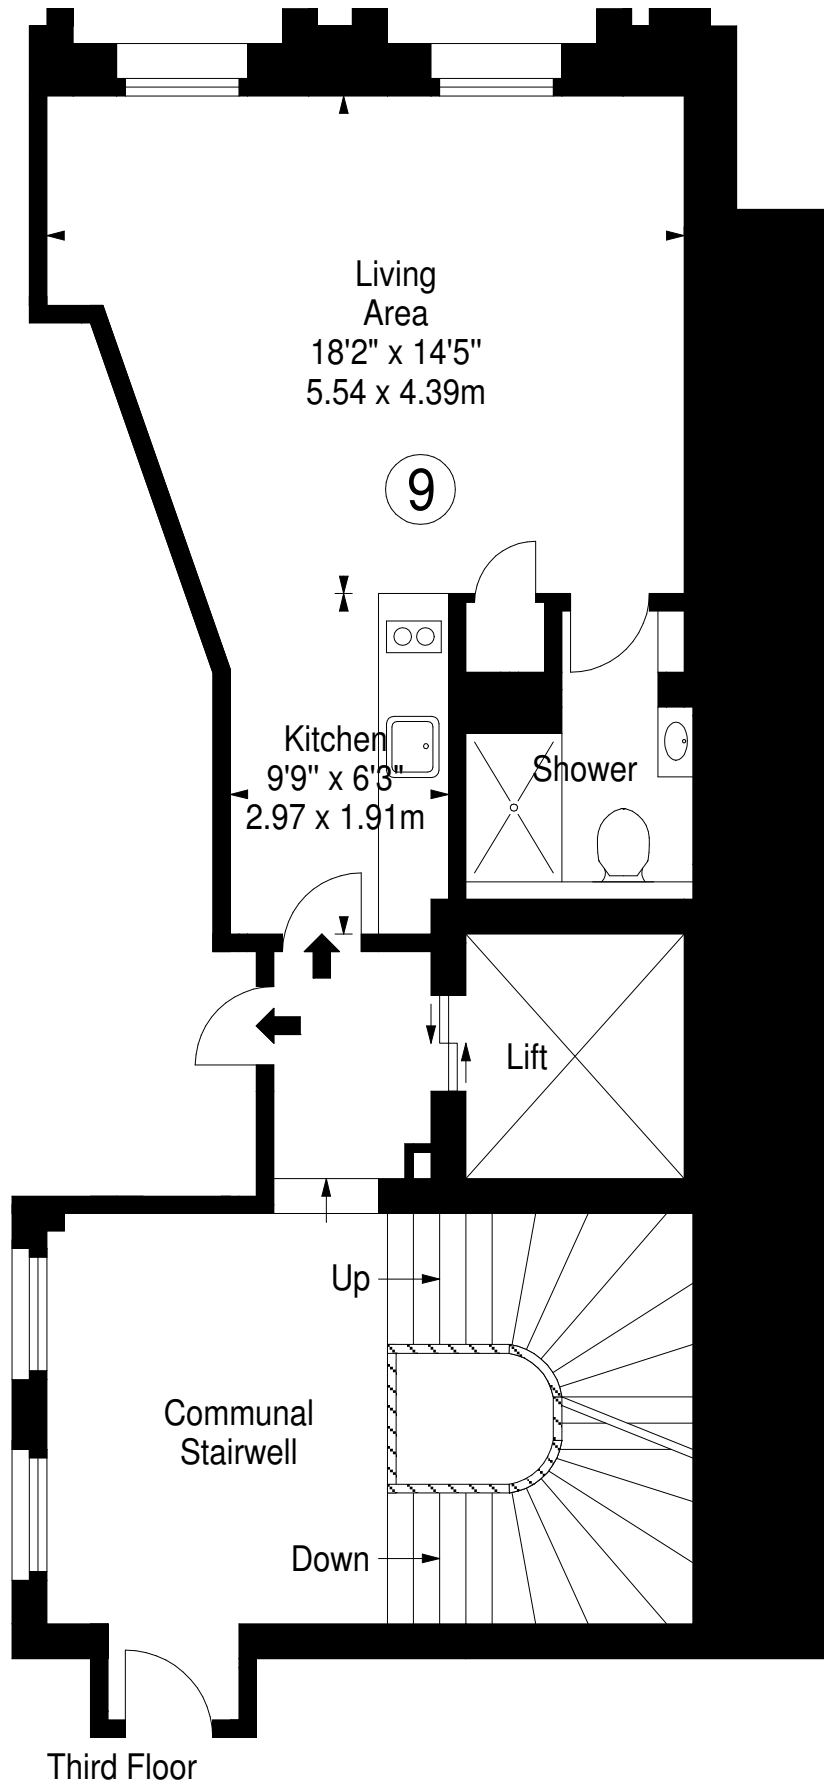 Living
Area
18'2" x 14'5"
5.54 x 4.39m
9
Kitchen
9'9" x 6'3"
2.97 x 1.91m
Shower
Lift
Up
Communal
Stairwell
Down
Third Floor